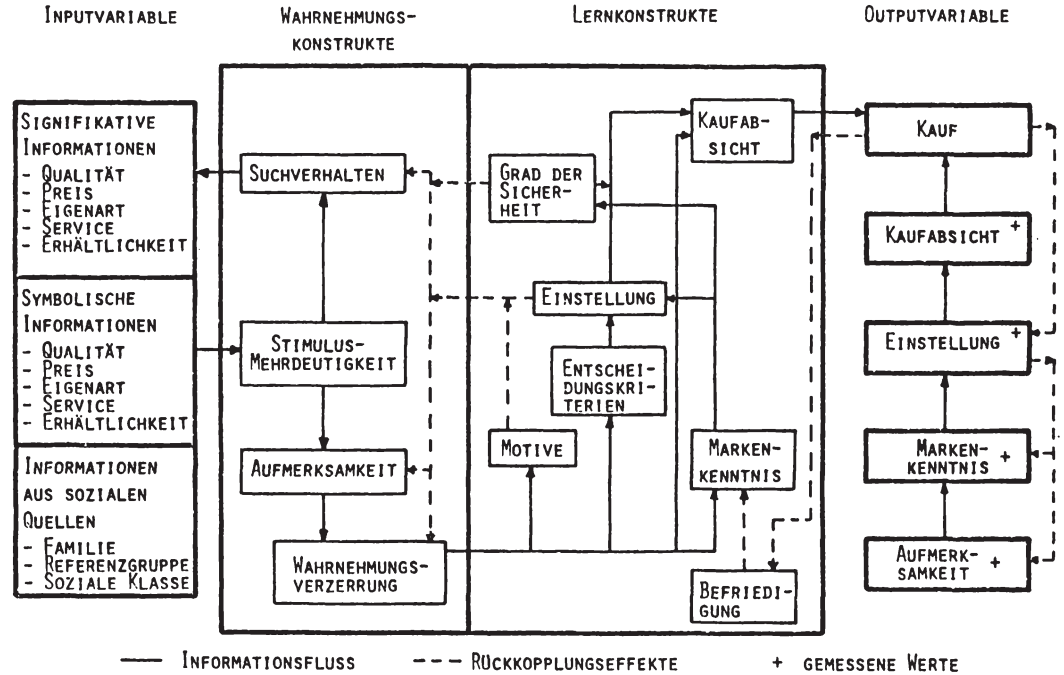 INPUTVARIABLE
WAHRNEHMUNGS-
KONSTRUKTE
LERNKONSTRUKTE
OUTPUTVARIABLE
SIGNIFIKATIVE
INFORMATIONEN
- QUALITÄT
- PREIS
- EIGENART
- SERVICE
- ERHÄLTLICHKEIT
SYMBOLISCHE
INFORMATIONEN
- QUALITÄT
- PREIS
- EIGENART
- SERVICE
- ERHÄLTLICHKEIT
INFORMATIONEN
AUS SOZIALEN
QUELLEN
- FAMILIE
- REFERENZGRUPPE
- SOZIALE KLASSE
SUCHVERHALTEN
STIMULUS-
MEHRDEUTIGKEIT
AUFMERKSAMKEIT
WAHRNEHMUNGS-
VERZERRUNG
KAUFAB-
SICHT
GRAD DER
SICHER-
HEIT
EINSTELLUNG
ENTSCHEI-
DUNGSKRI-
TERIEN
MOTIVE
MARKEN-
KENNTNIS
BEFRIEDI-
GUNG
KAUF
KAUFABSICHT +
EINSTELLUNG +
MARKEN-
KENNTNIS +
AUFMERK-
SAMKEIT +
INFORMATIONSFLUSS
RÜCKKOPPLUNGSEFFEKTE
+ GEMESSENE WERTE